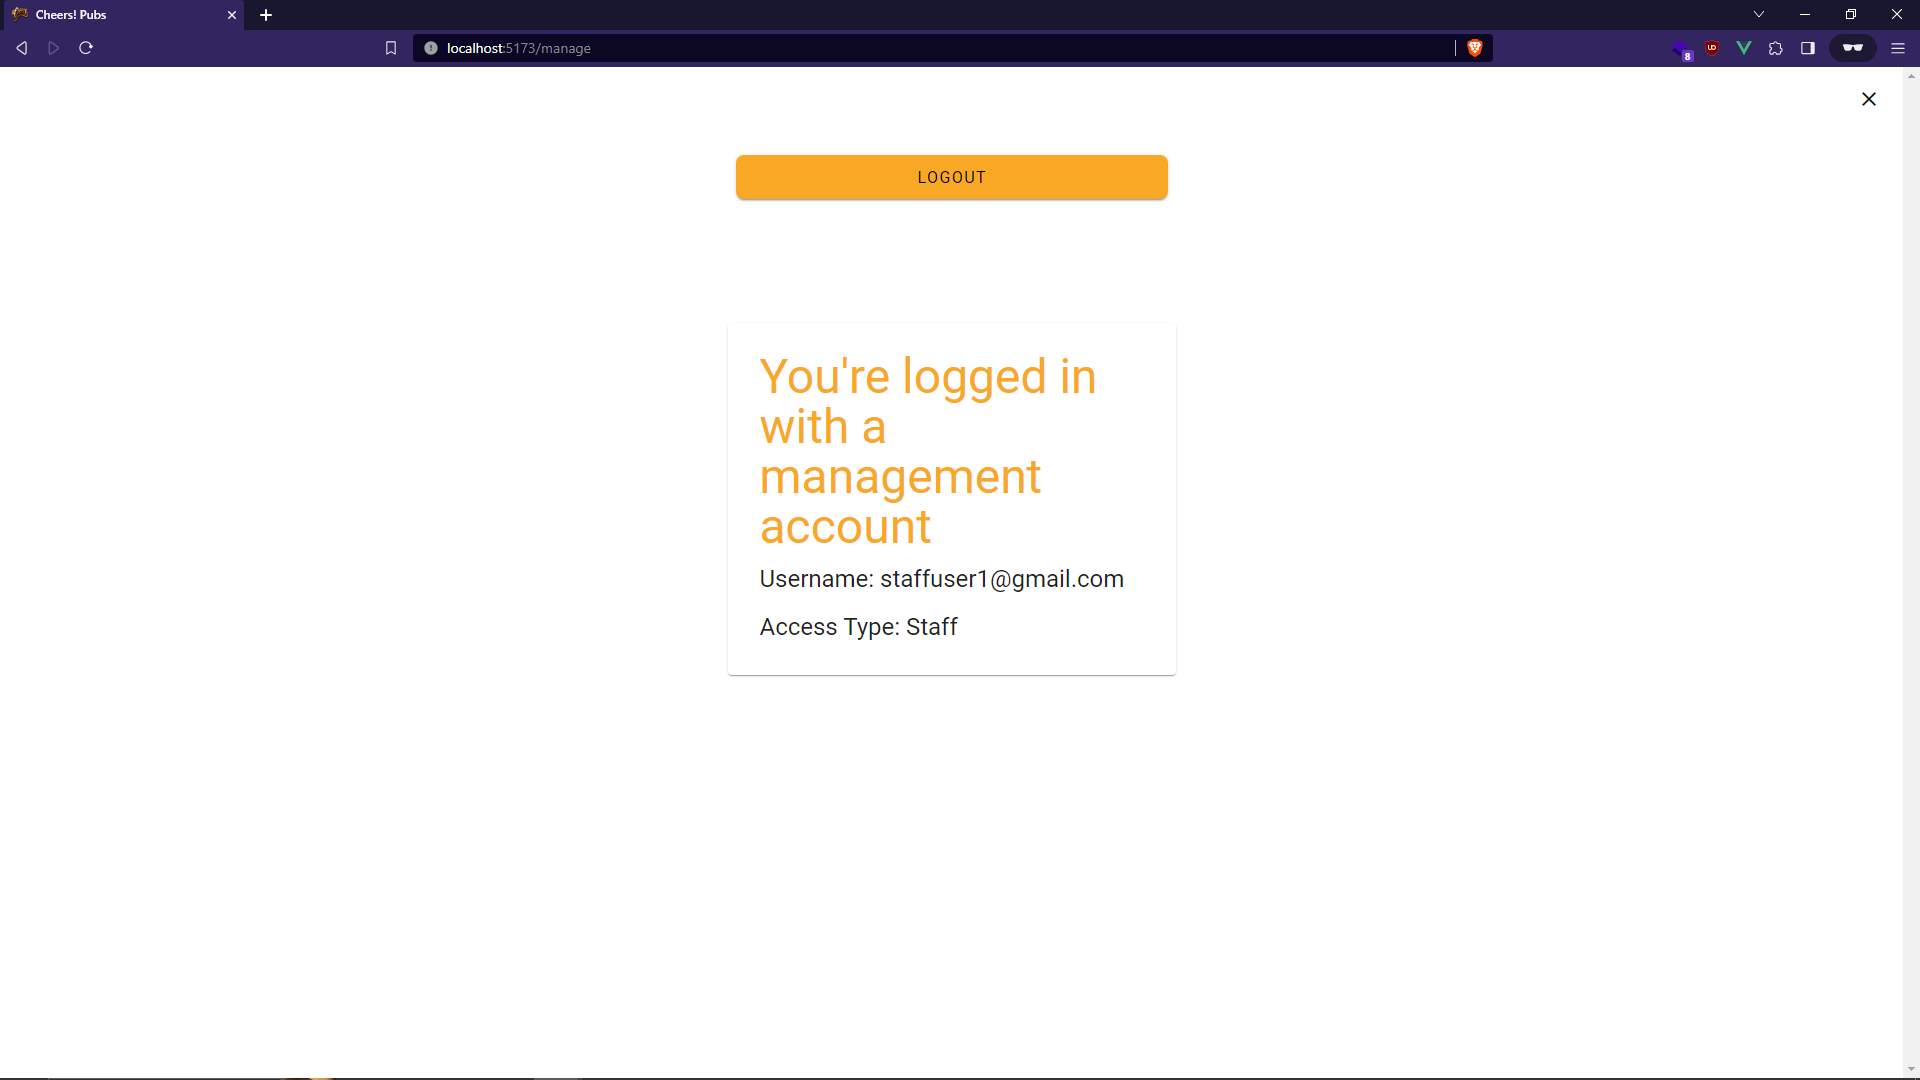 Cheers! Pubs
localhost:5173/manage
8
LOGOUT
You're logged in
with a
management
account
Username: staffuser1@gmail.com
Access Type: Staff